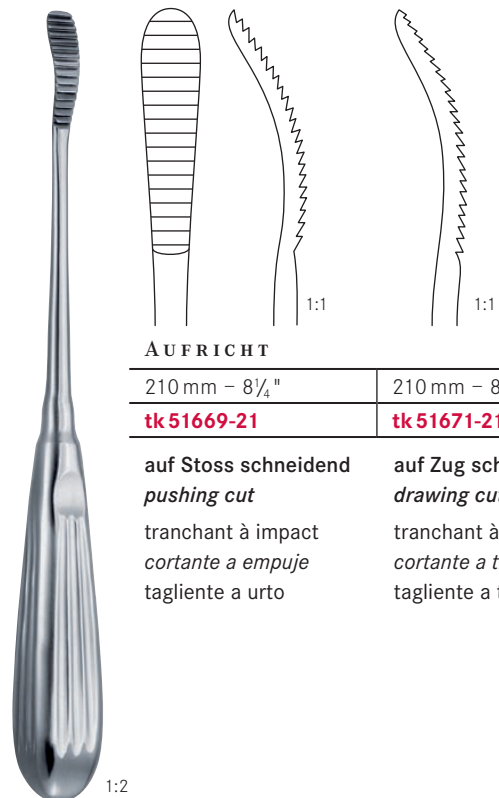 1:1
1:1
AUFRICHT
210 mm – 8¼"
210 mm – 8
tk 51669-21
tk 51671-21
auf Stoss schneidend
pushing cut
tranchant à impact
cortante a empuje
tagliente a urto
auf Zug sch
drawing cu
tranchant à
cortante a t
tagliente a
1:2